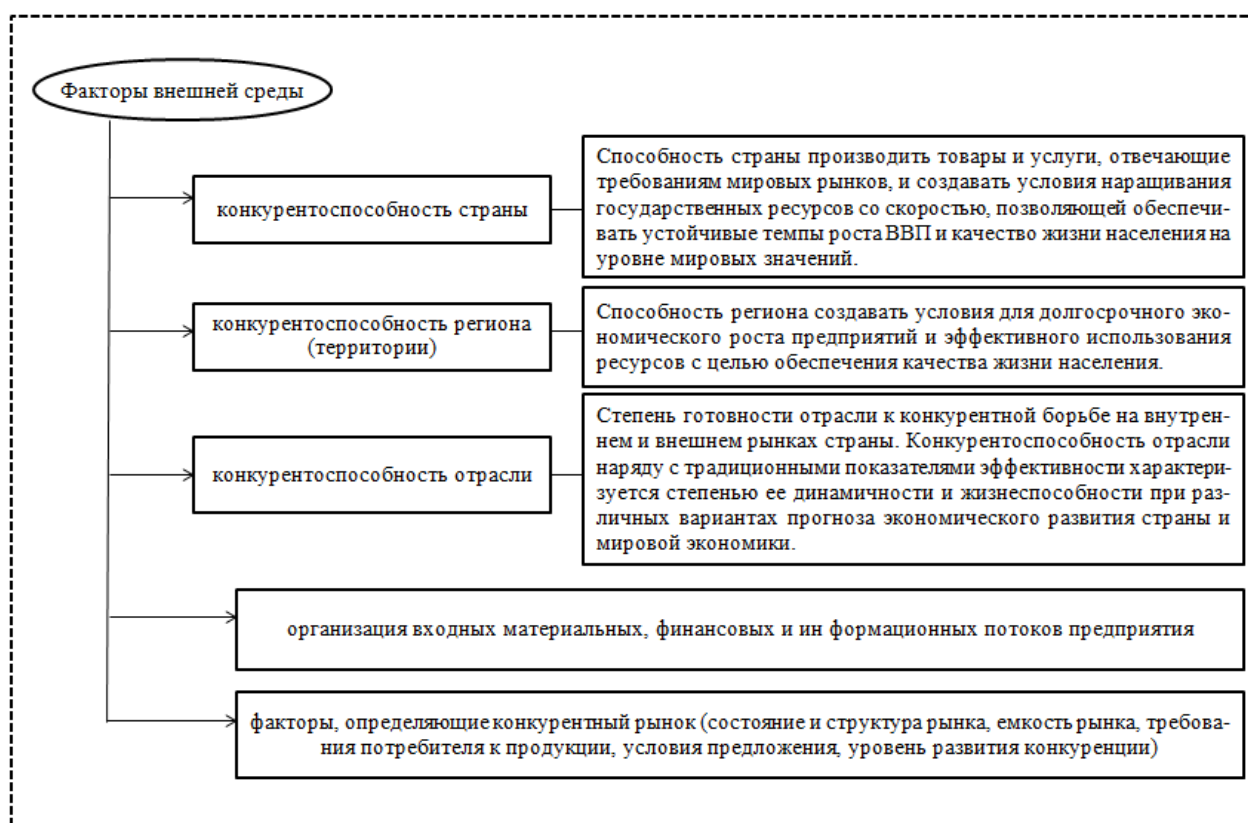 Факторы внешней среды
конкурентоспособность страны
Способность страны производить товары и услуги, отвечающие
требованиям мировых рынков, и создавать условия наращивания
государственных ресурсов со скоростью, позволяющей обеспечи-
вать устойчивые темпы роста ВВП и качество жизни населения на
уровне мировых значений.
конкурентоспособность региона
(территории)
Способность региона создавать условия для долгосрочного эко-
номического роста предприятий и эффективного использования
ресурсов с целью обеспечения качества жизни населения.
конкурентоспособность отрасли
Степень готовности отрасли к конкурентной борьбе на внутрен-
нем и внешнем рынках страны. Конкурентоспособность отрасли
наряду с традиционными показателями эффективности характери-
зуется степенью ее динамичности и жизнеспособности при раз-
личных вариантах прогноза экономического развития страны и
мировой экономики.
организация входных материальных, финансовых и ин формационных потоков предприятия
факторы, определяющие конкурентный рынок (состояние и структура рынка, емкость рынка, требова-
ния потребителя к продукции, условия предложения, уровень развития конкуренции)